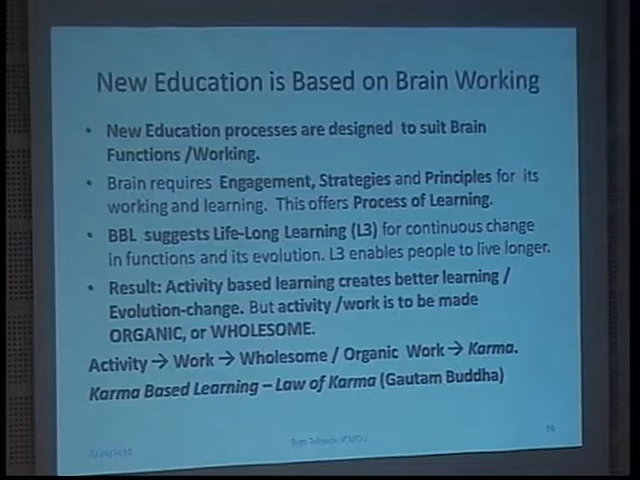 New Education is Based on Brain Working
• New Education processes are designed to suit Brain
Functions /Working.
• Brain requires Engagement, Strategies and Principles for its
working and learning. This offers Process of Learning.
• BBL suggests Life-Long Learning (L3) for continuous change
in functions and its evolution. L3 enables people to live longer.
• Result: Activity based learning creates better learning /
Evolution-change. But activity /work is to be made
ORGANIC, or WHOLESOME.
Activity → Work → Wholesome / Organic Work → Karma.
Karma Based Learning – Law of Karma (Gautam Buddha)